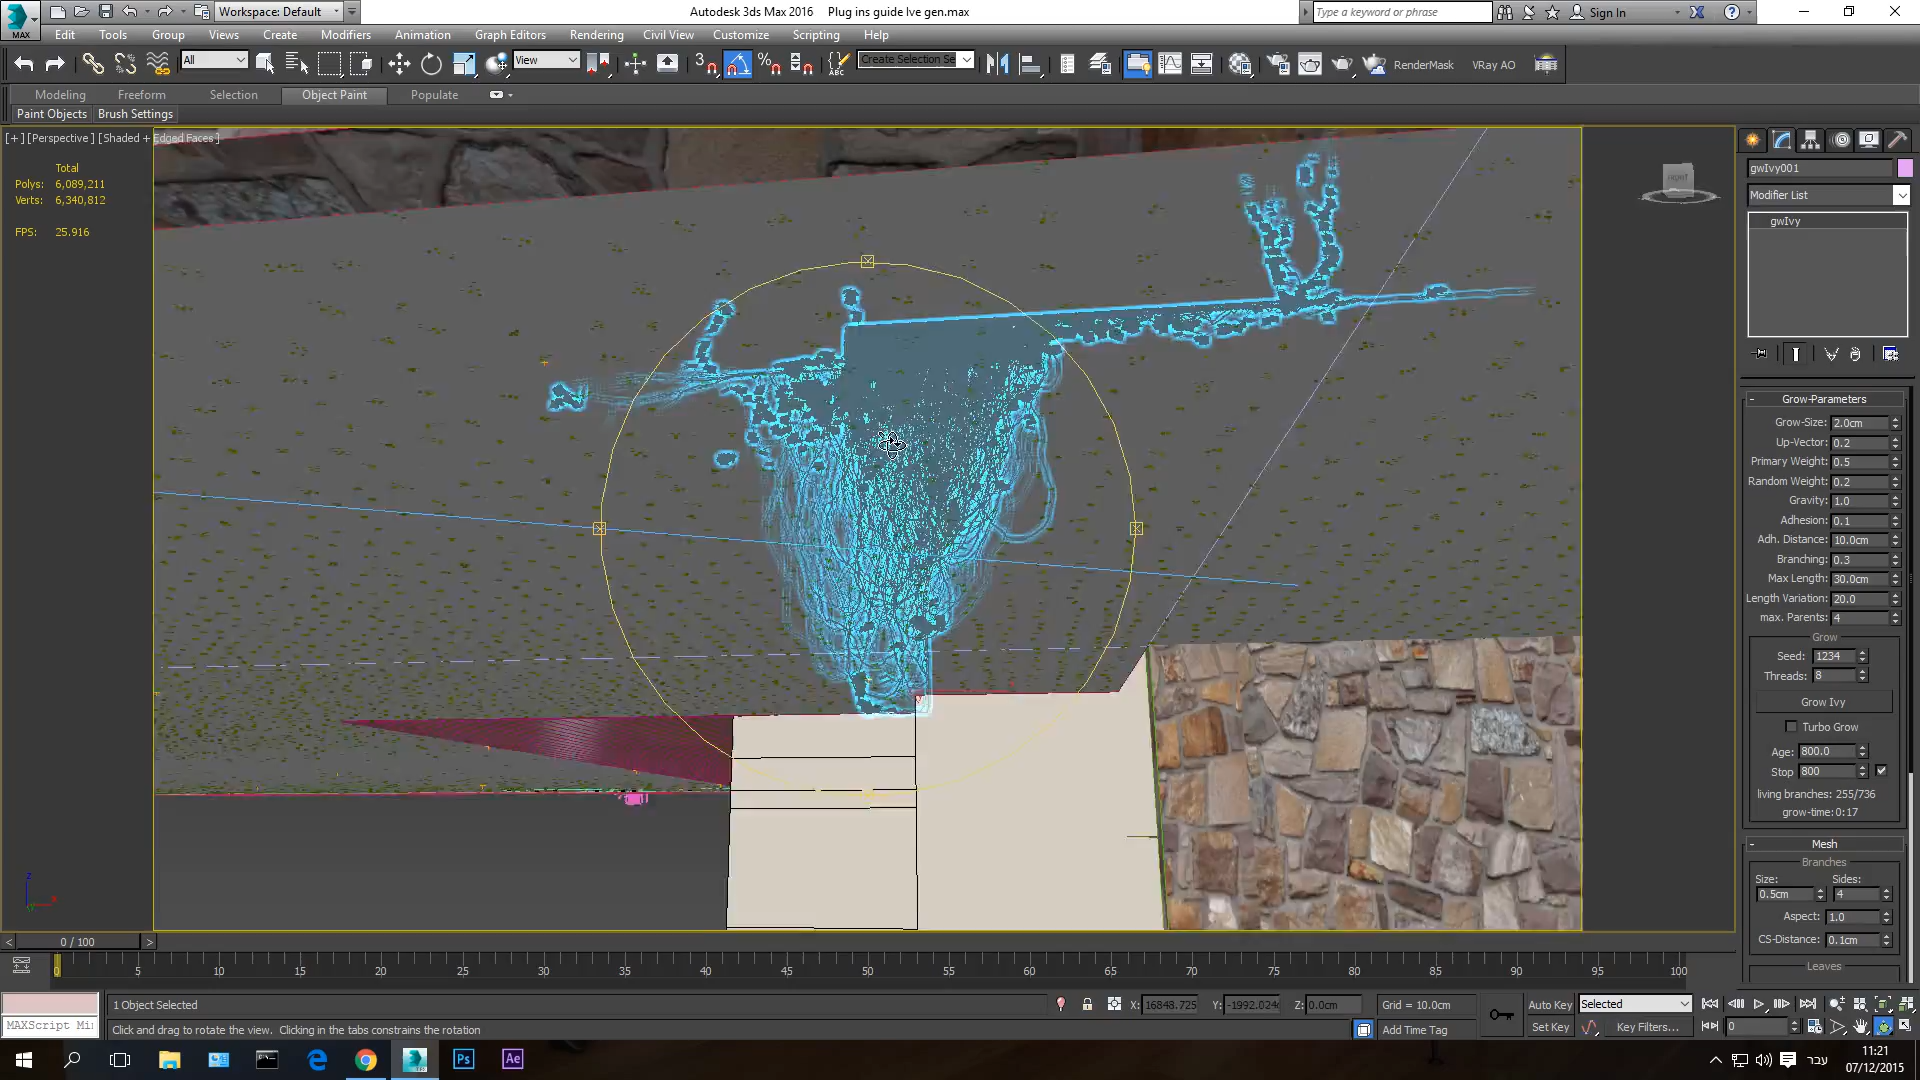 Workspace: Default
Autodesk 3ds Max 2016 Plug ins guide Ive gen.max
Type a keyword or phrase
Sign In
MAX
Edit Tools Group Views Create Modifiers Animation Graph Editors Rendering Civil View Customize Scripting Help
All
View
Create Selection Se
RenderMask
VRay AO
Modeling Freeform Selection Object Paint Populate
Paint Objects Brush Settings
[+] [Perspective] [Shaded + Edged Faces]
Total
Polys: 6,089,211
Verts: 6,340,812
FPS: 25.916
gwIvy001
Modifier List
gwIvy
Grow-Parameters
Grow-Size: 2.0cm
Up-Vector: 0.2
Primary Weight: 0.5
Random Weight: 0.2
Gravity: 1.0
Adhesion: 0.1
Adh. Distance: 10.0cm
Branching: 0.3
Max Length: 30.0cm
Length Variation: 20.0
max. Parents: 4
Grow
Seed: 1234
Threads: 8
Grow Ivy
Turbo Grow
Age: 800.0
Stop 800
living branches: 255/736
grow-time: 0:17
Mesh
Branches
Size: Sides:
0.5cm 4
Aspect: 1.0
CS-Distance: 0.1cm
Leaves
0 / 100
0 5 10 15 20 25 30 35 40 45 50 55 60 65 70 75 80 85 90 95 100
1 Object Selected
X: 16848.725 Y: -1992.024 Z: 0.0cm Grid = 10.0cm
Auto Key Selected
MAXScript Mi
Click and drag to rotate the view. Clicking in the tabs constrains the rotation
Add Time Tag
Set Key Key Filters... 0
Ps Ae
עבר
11:21
07/12/2015